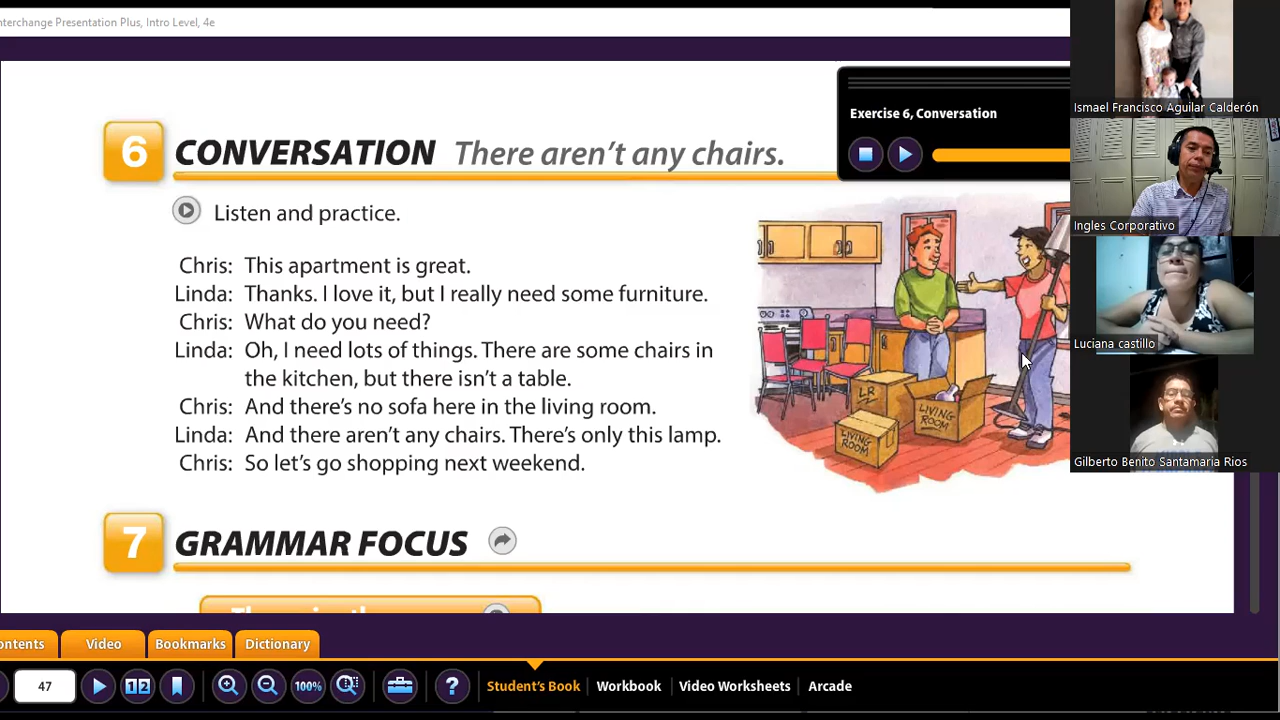 nterchange Presentation Plus, Intro Level, 4e
Ismael Francisco Aguilar Calderón
Exercise 6, Conversation
6 CONVERSATION There aren't any chairs.
Listen and practice.
Ingles Corporativo
Chris: This apartment is great.
Linda: Thanks. I love it, but I really need some furniture.
Chris: What do you need?
Linda: Oh, I need lots of things. There are some chairs in
the kitchen, but there isn't a table.
Chris: And there's no sofa here in the living room.
Linda: And there aren't any chairs. There's only this lamp.
Chris: So let's go shopping next weekend.
LR
LIVING
ROOM
LIVING
ROOM
Luciana castillo
Gilberto Benito Santamaria Rios
7 GRAMMAR FOCUS
ontents Video Bookmarks Dictionary
47 1 2 100% ? Student's Book Workbook Video Worksheets Arcade